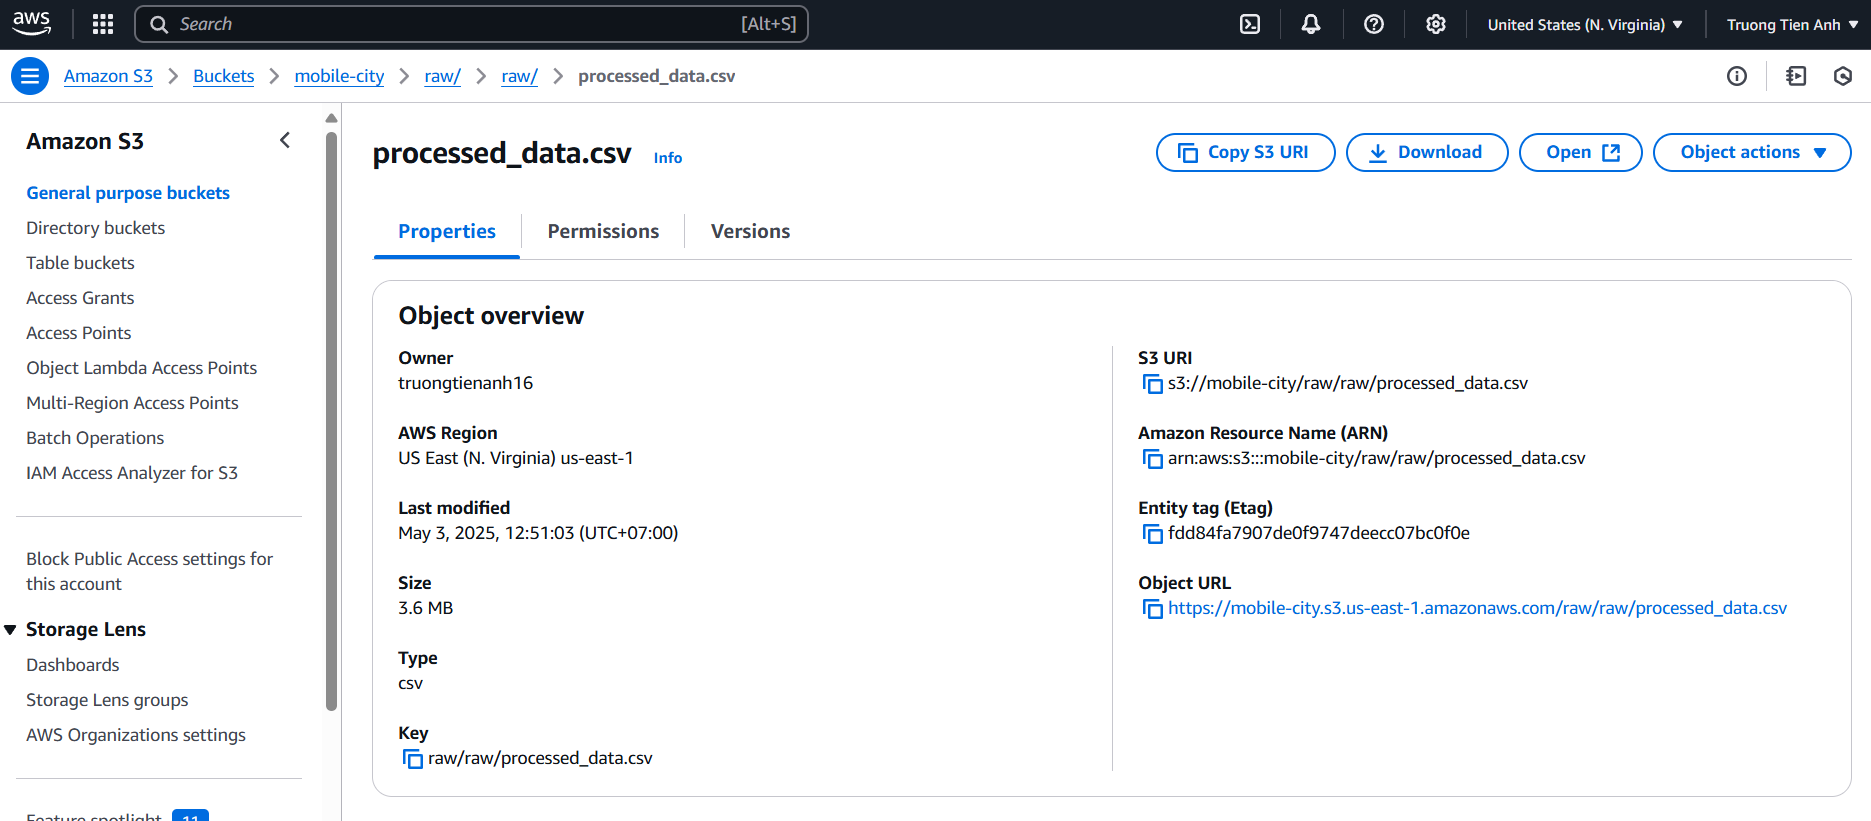 aws
Search
[Alt+S]
United States (N. Virginia)
Truong Tien Anh
Amazon S3
Buckets
mobile-city
raw/
raw/
processed_data.csv
Amazon S3
General purpose buckets
Directory buckets
Table buckets
Access Grants
Access Points
Object Lambda Access Points
Multi-Region Access Points
Batch Operations
IAM Access Analyzer for S3
Block Public Access settings for
this account
Storage Lens
Dashboards
Storage Lens groups
AWS Organizations settings
Feature spotlight 11
processed_data.csv Info
Copy S3 URI
Download
Open
Object actions
Properties
Permissions
Versions
Object overview
Owner
truongtienanh16
AWS Region
US East (N. Virginia) us-east-1
Last modified
May 3, 2025, 12:51:03 (UTC+07:00)
Size
3.6 MB
Type
csv
Key
raw/raw/processed_data.csv
S3 URI
s3://mobile-city/raw/raw/processed_data.csv
Amazon Resource Name (ARN)
arn:aws:s3:::mobile-city/raw/raw/processed_data.csv
Entity tag (Etag)
fdd84fa7907de0f9747deecc07bc0f0e
Object URL
https://mobile-city.s3.us-east-1.amazonaws.com/raw/raw/processed_data.csv